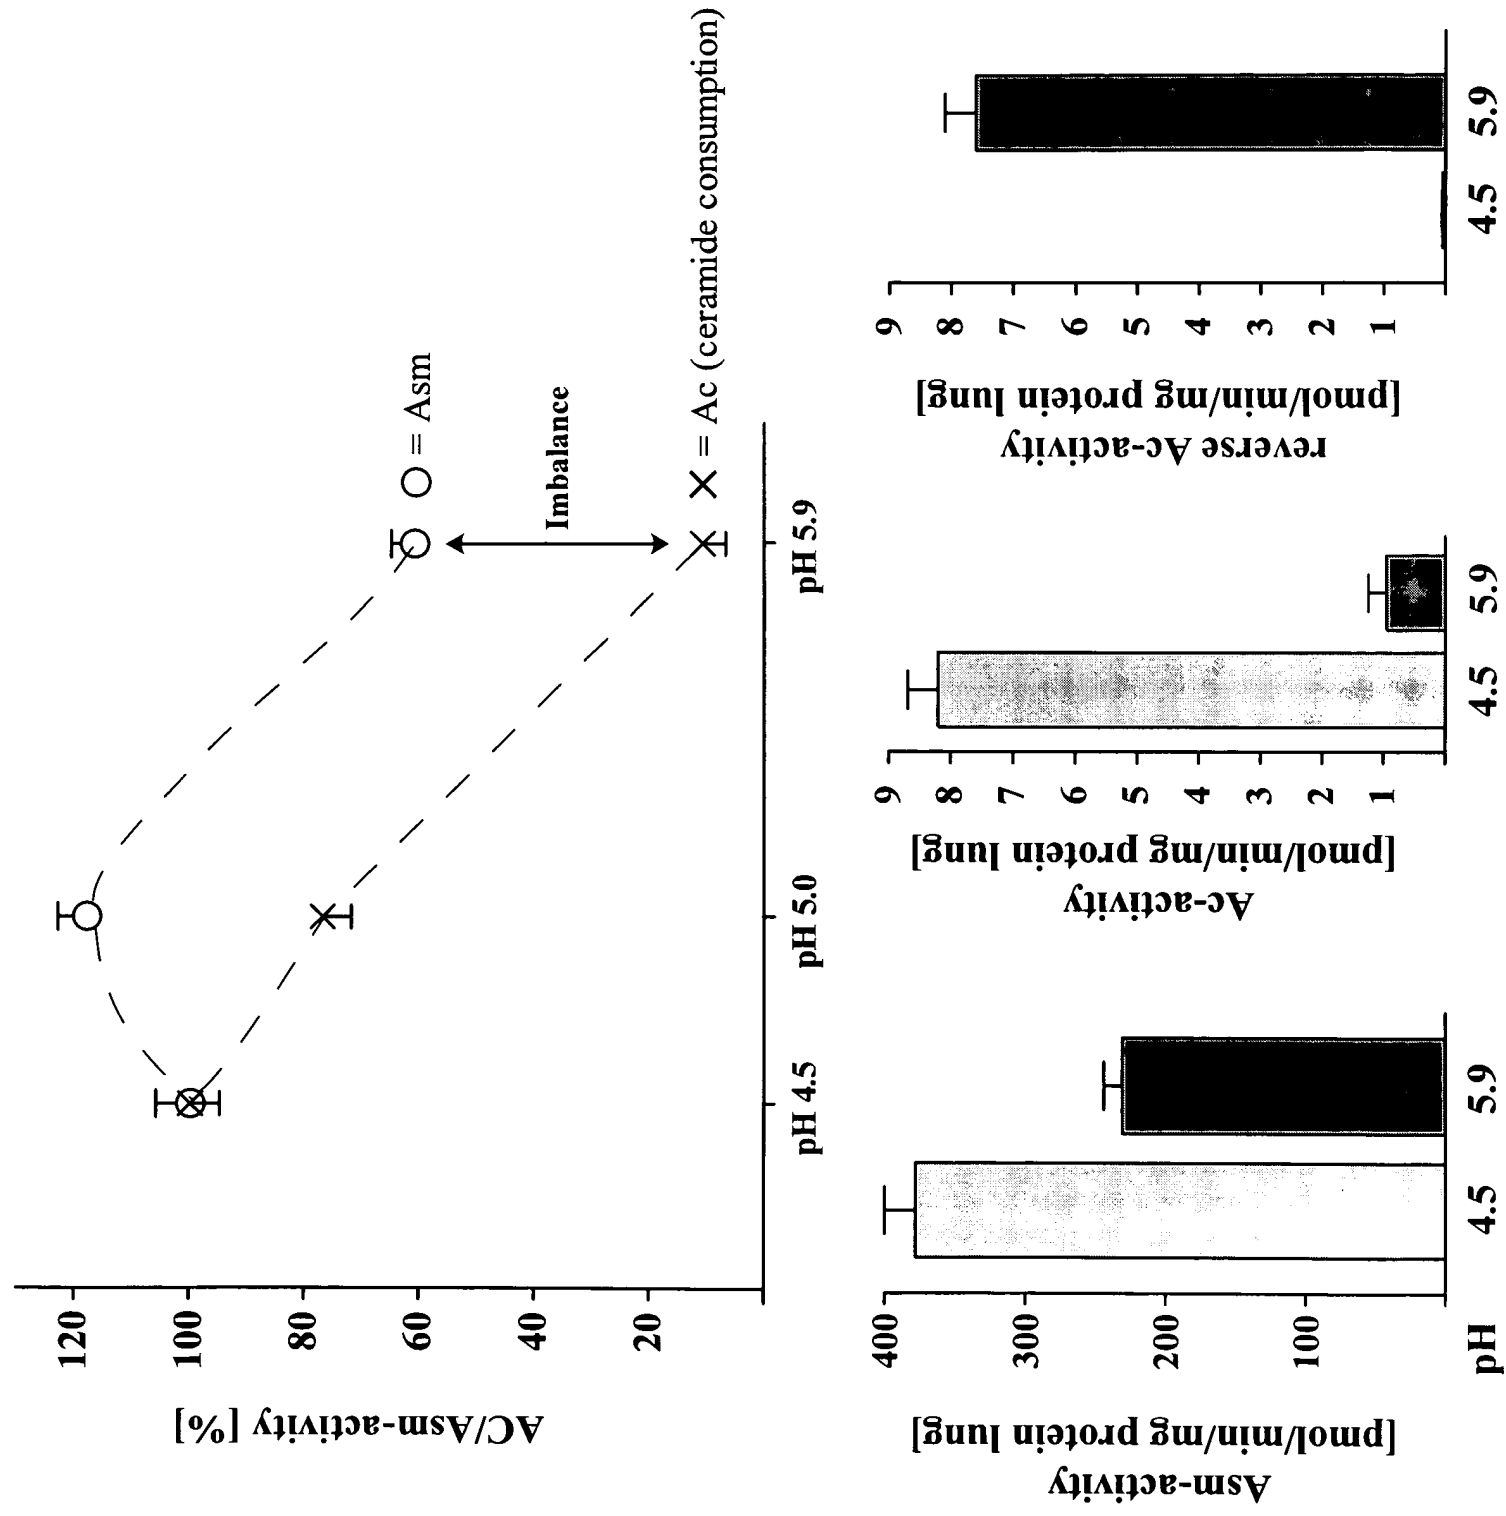 AC/Asm-activity [%]
120
100
80
60
40
20
pH 4.5
pH 5.0
pH 5.9
Imbalance
O = Asm
X = Ac (ceramide consumption)
Asm-activity
[pmol/min/mg protein lung]
400
300
200
100
pH
4.5
5.9
Ac-activity
[pmol/min/mg protein lung]
9
8
7
6
5
4
3
2
1
4.5
5.9
reverse Ac-activity
[pmol/min/mg protein lung]
9
8
7
6
5
4
3
2
1
4.5
5.9